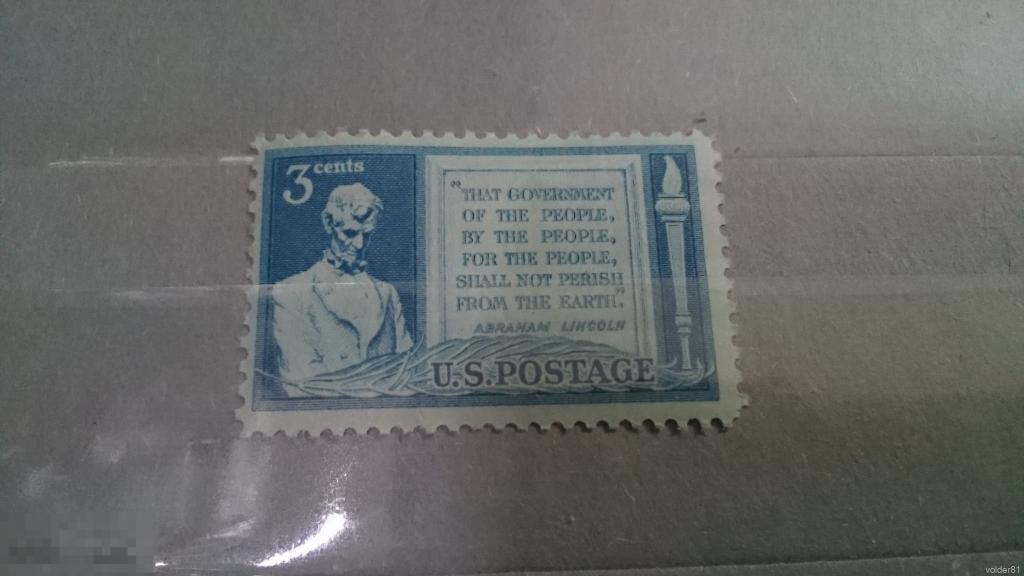 3 cents
"THAT GOVERNMENT
OF THE PEOPLE,
BY THE PEOPLE,
FOR THE PEOPLE,
SHALL NOT PERISH
FROM THE EARTH".
ABRAHAM LINCOLN
U.S.POSTAGE
volder81